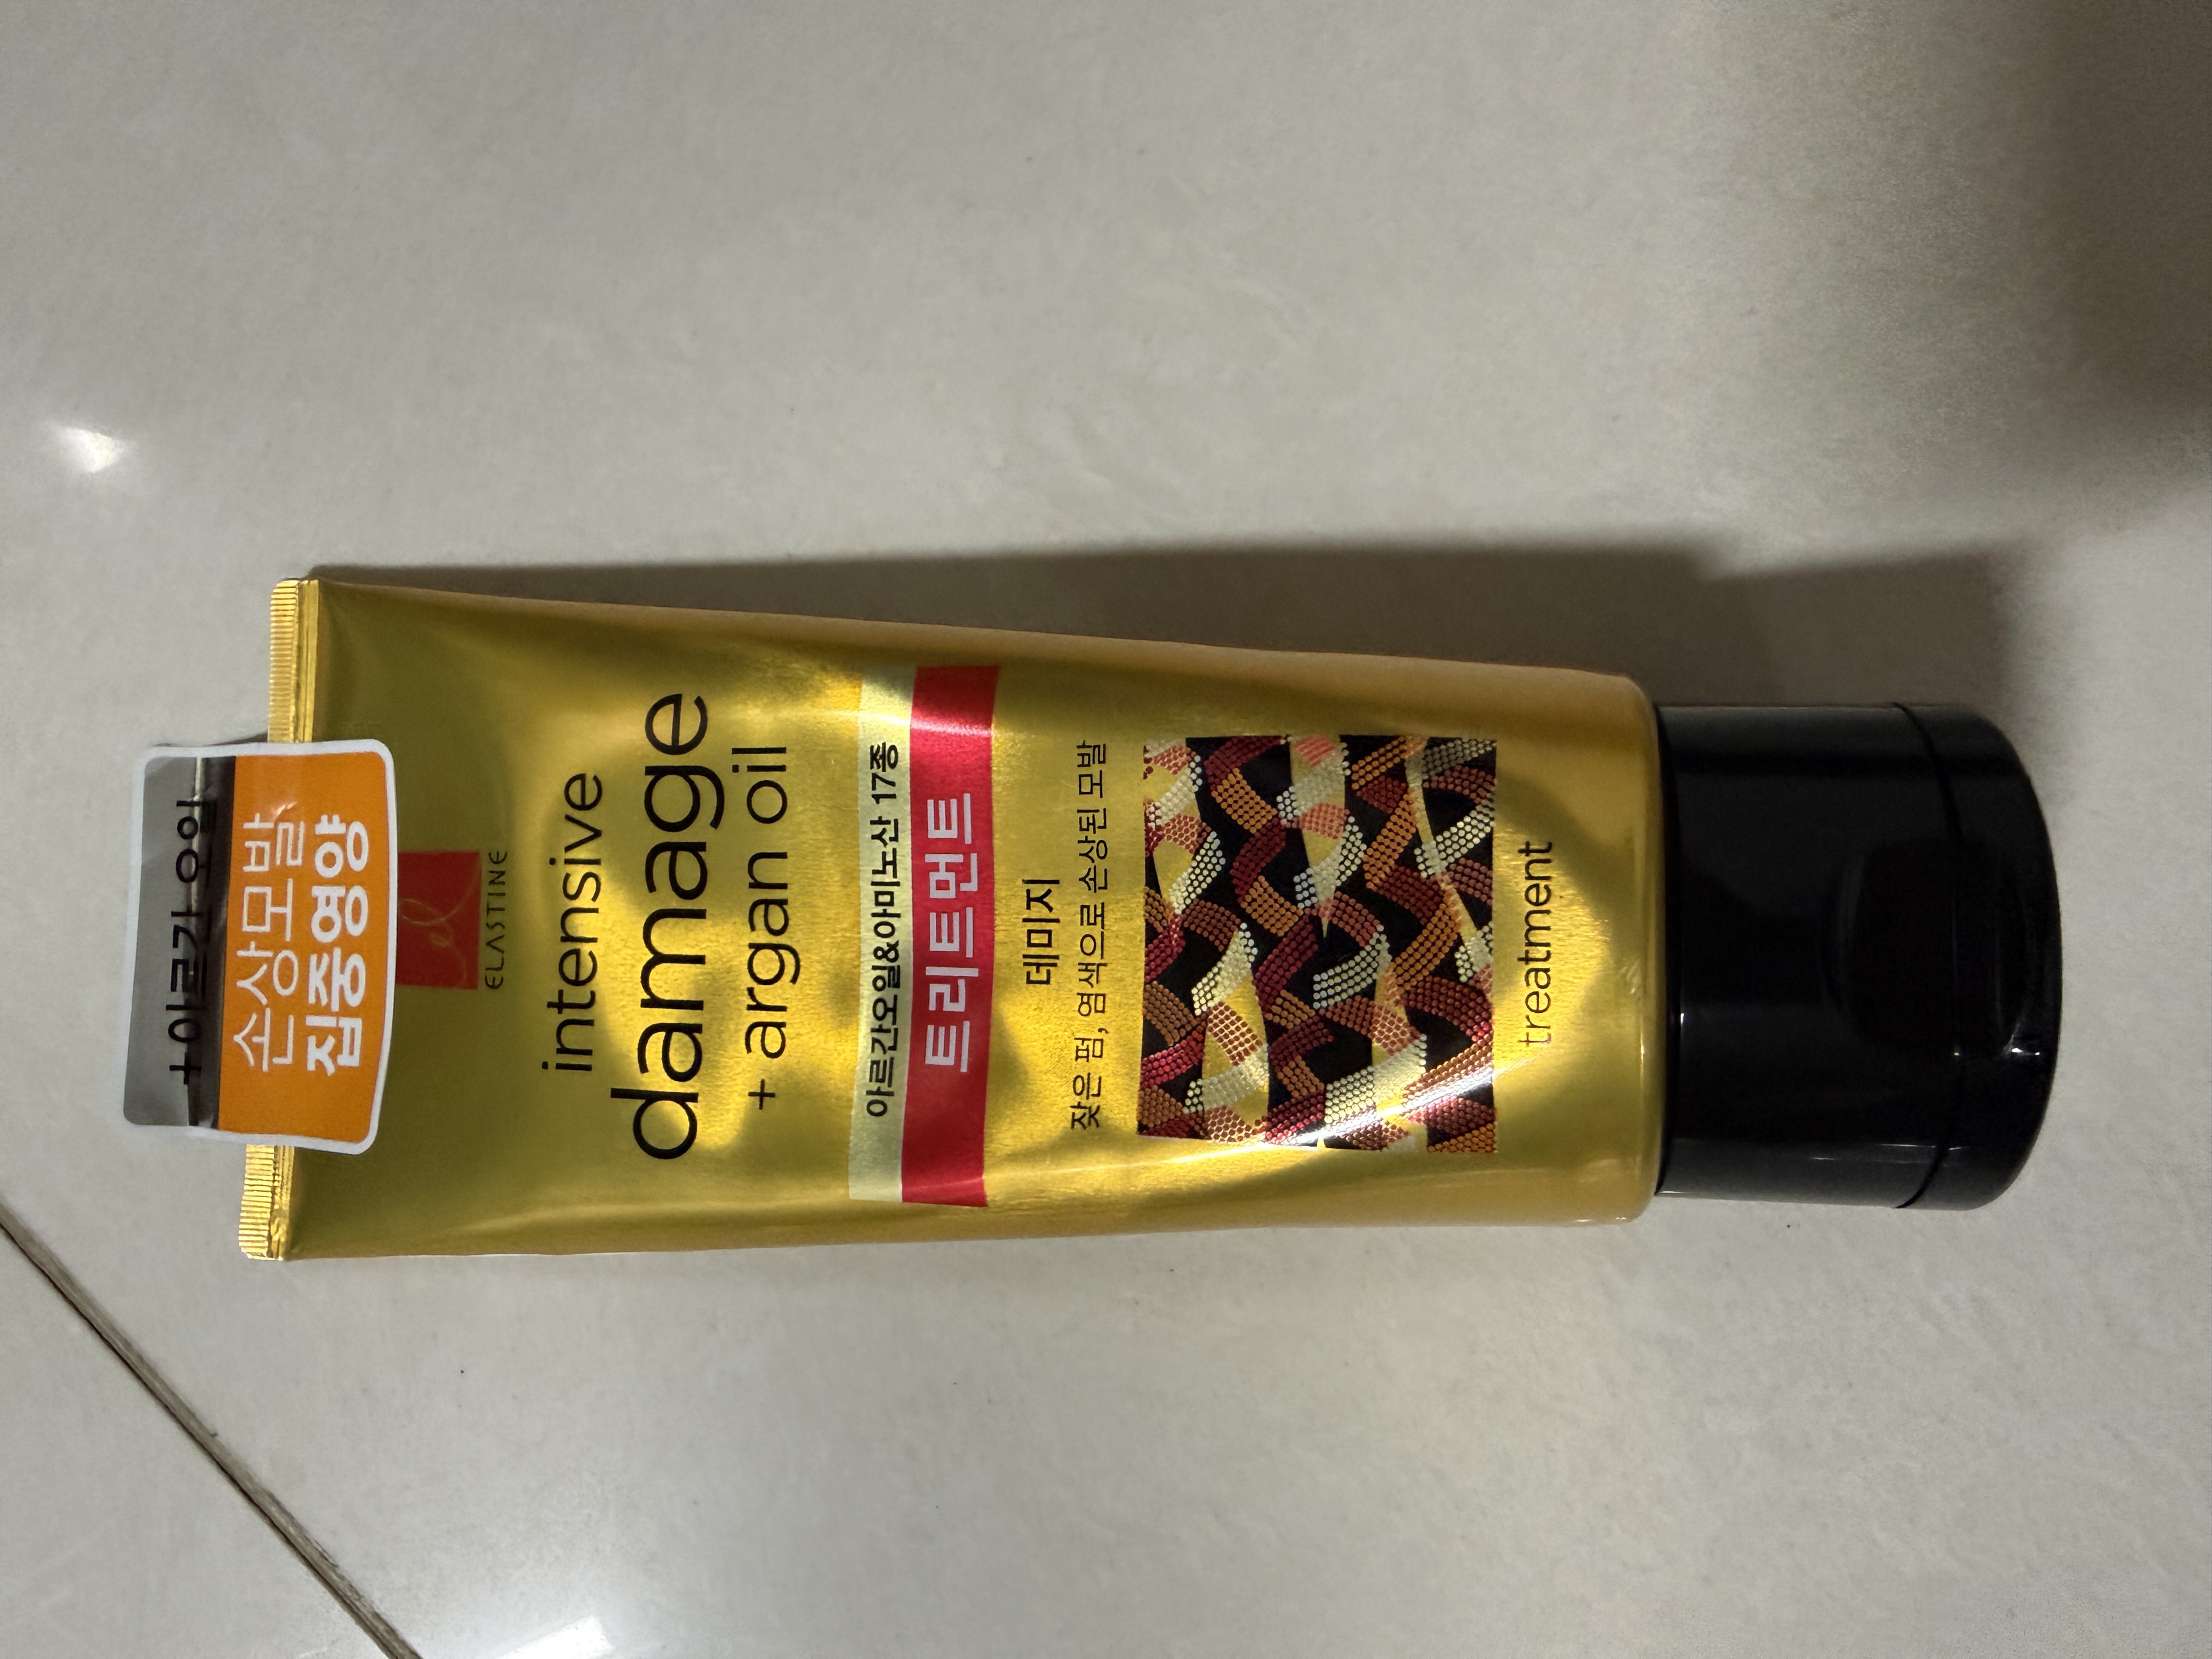 +아르간 오일
손상모발
집중영양
ELASTINE
intensive
damage
+ argan oil
아르간오일&아미노산 17종
트리트먼트
데미지
잦은 펌, 염색으로 손상된 모발
treatment